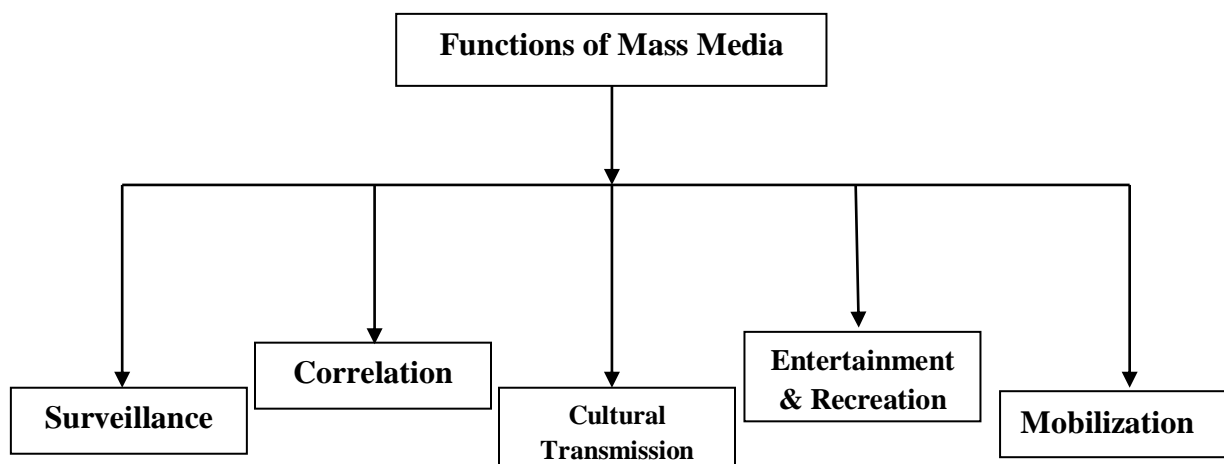 Functions of Mass Media
Surveillance
Correlation
Cultural
Transmission
Entertainment
& Recreation
Mobilization